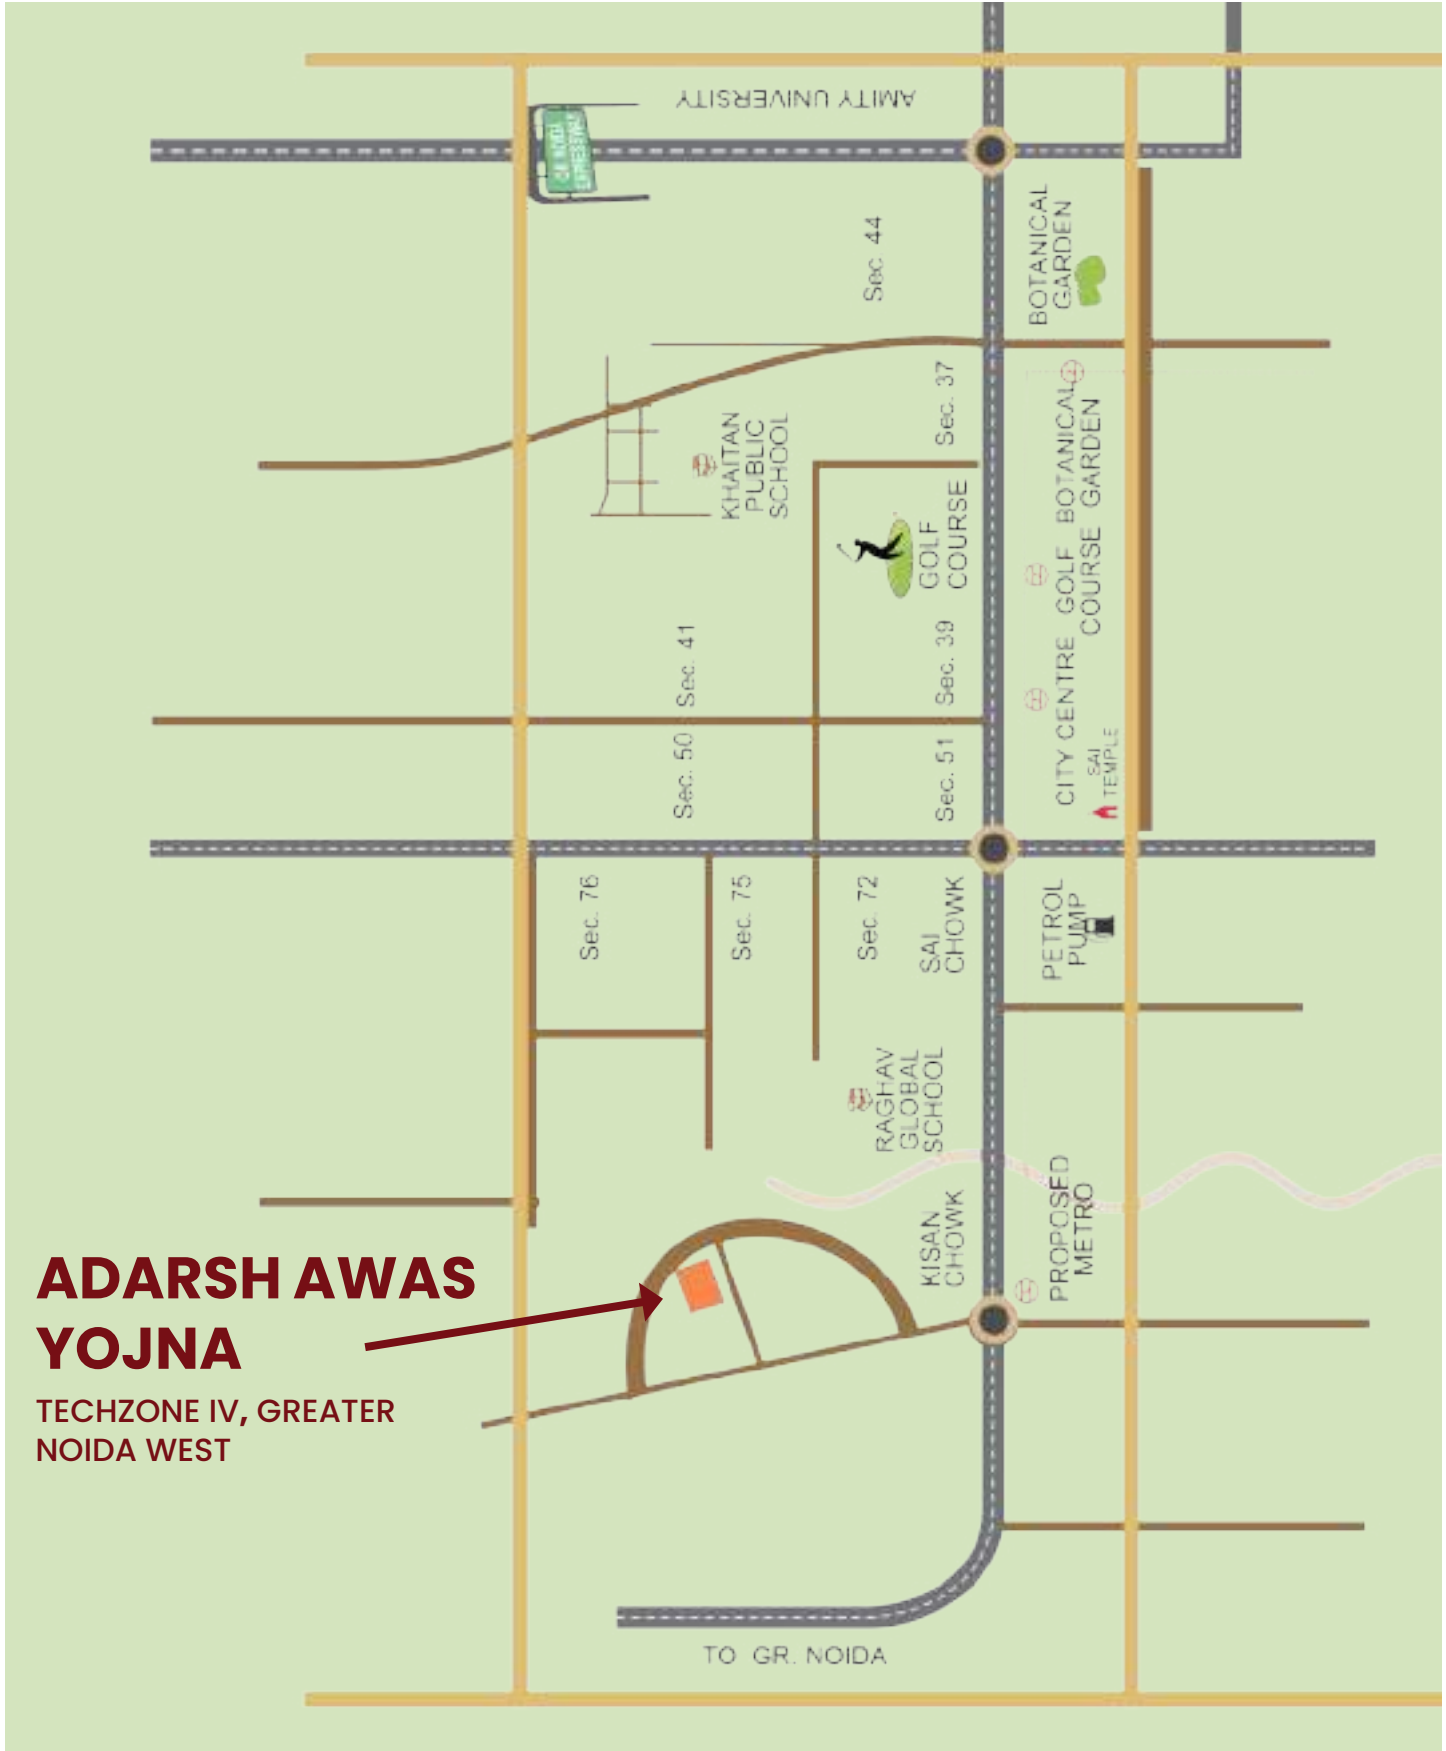 AMITY UNIVERSITY
Sec. 44
BOTANICAL
GARDEN
Sec. 37
KHAITAN
PUBLIC
SCHOOL
GOLF
COURSE
BOTANICAL
GARDEN
GOLF
COURSE
CITY CENTRE
Sec. 41
Sec. 39
Sec. 50
Sec. 51
SAI
TEMPLE
Sec. 76
Sec. 75
Sec. 72
SAI
CHOWK
PETROL
PUMP
RAGHAV
GLOBAL
SCHOOL
KISAN
CHOWK
PROPOSED
METRO
ADARSH AWAS
YOJNA
TECHZONE IV, GREATER
NOIDA WEST
TO GR. NOIDA